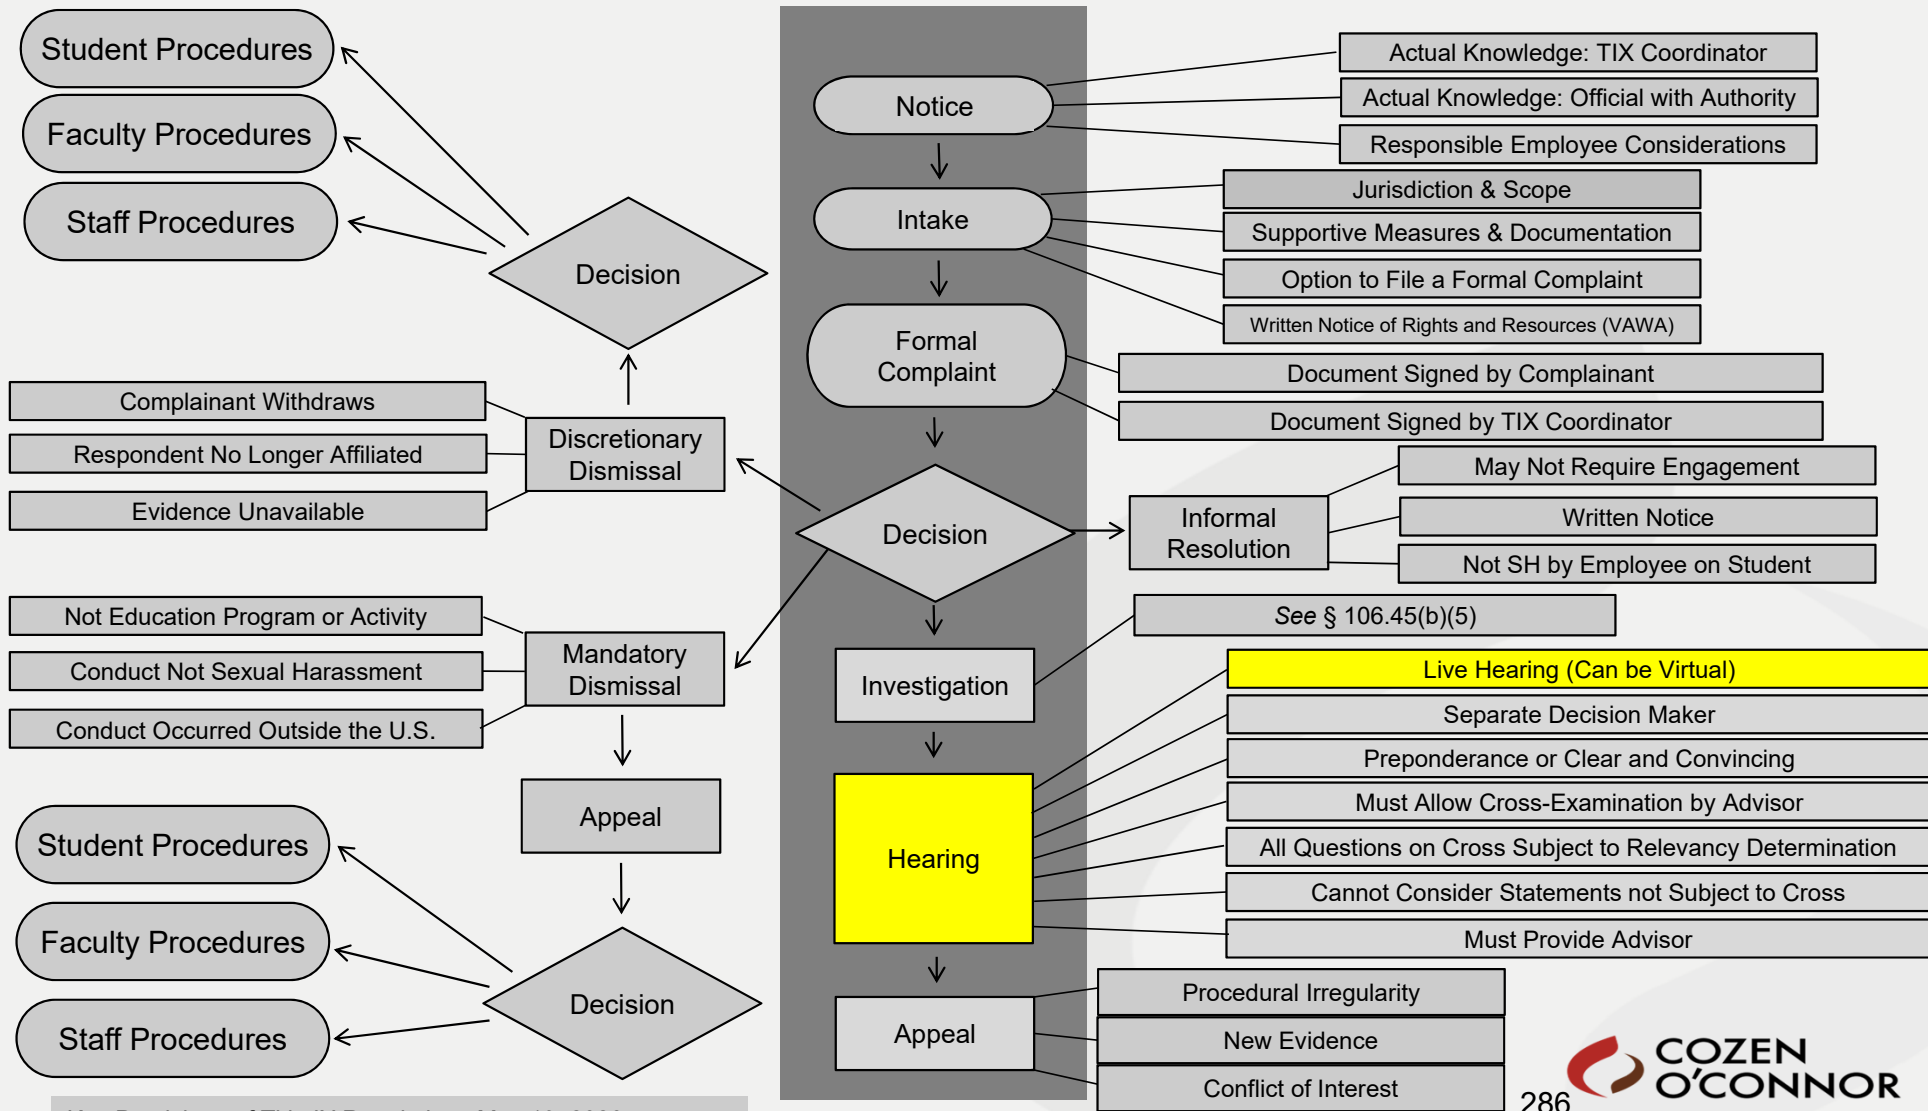 Student Procedures
Faculty Procedures
Staff Procedures
Decision
Complainant Withdraws
Respondent No Longer Affiliated
Evidence Unavailable
Discretionary
Dismissal
Not Education Program or Activity
Conduct Not Sexual Harassment
Conduct Occurred Outside the U.S.
Mandatory
Dismissal
Appeal
Student Procedures
Faculty Procedures
Staff Procedures
Decision
Notice
Actual Knowledge: TIX Coordinator
Actual Knowledge: Official with Authority
Responsible Employee Considerations
Intake
Jurisdiction & Scope
Supportive Measures & Documentation
Option to File a Formal Complaint
Written Notice of Rights and Resources (VAWA)
Formal
Complaint
Document Signed by Complainant
Document Signed by TIX Coordinator
Decision
Informal
Resolution
May Not Require Engagement
Written Notice
Not SH by Employee on Student
Investigation
See § 106.45(b)(5)
Hearing
Live Hearing (Can be Virtual)
Separate Decision Maker
Preponderance or Clear and Convincing
Must Allow Cross-Examination by Advisor
All Questions on Cross Subject to Relevancy Determination
Cannot Consider Statements not Subject to Cross
Must Provide Advisor
Appeal
Procedural Irregularity
New Evidence
Conflict of Interest
286
COZEN
O'CONNOR